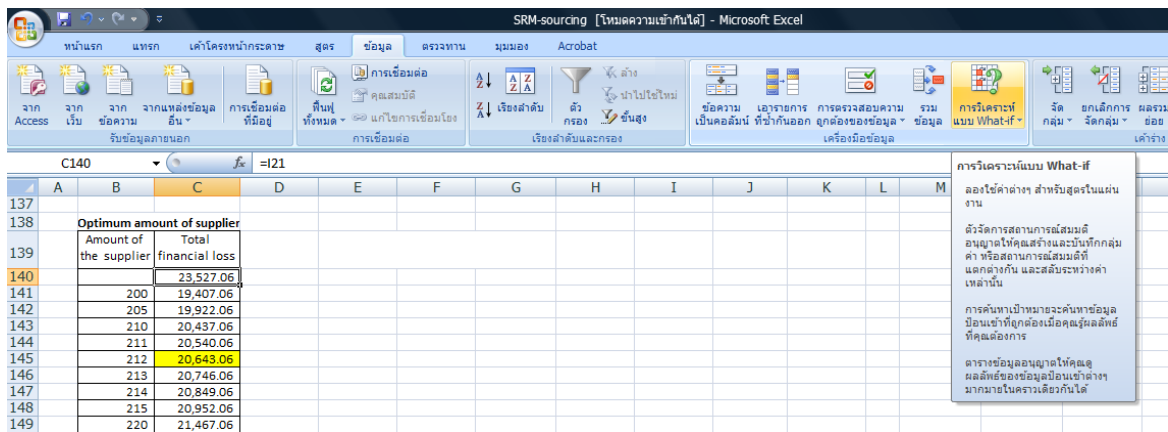 SRM-sourcing [โหมดความเข้ากันได้] - Microsoft Excel
หน้าแรก แทรก เค้าโครงหน้ากระดาษ สูตร ข้อมูล ตรวจทาน มุมมอง Acrobat
จาก Access
จาก เว็บ
จาก ข้อความ
จากแหล่งข้อมูล อื่น
การเชื่อมต่อ ที่มีอยู่
รับข้อมูลภายนอก
ฟื้นฟู ทั้งหมด
การเชื่อมต่อ
คุณสมบัติ
แก้ไขการเชื่อมโยง
การเชื่อมต่อ
เรียงลำดับ
ตัว กรอง
ล้าง
นำไปใช้ใหม่
ขั้นสูง
เรียงลำดับและกรอง
ข้อความ เป็นคอลัมน์
เอารายการ ที่ซ้ำกันออก
การตรวจสอบความ ถูกต้องของข้อมูล
รวม ข้อมูล
การวิเคราะห์ แบบ What-if
เครื่องมือข้อมูล
จัด กลุ่ม
ยกเลิกการ จัดกลุ่ม
ผลรวม ย่อย
เค้าร่าง
C140 fx =I21
A B C D E F G H I J K L M
137
138 Optimum amount of supplier
139 Amount of the supplier Total financial loss
140 23,527.06
141 200 19,407.06
142 205 19,922.06
143 210 20,437.06
144 211 20,540.06
145 212 20,643.06
146 213 20,746.06
147 214 20,849.06
148 215 20,952.06
149 220 21,467.06
การวิเคราะห์แบบ What-if
ลองใช้ค่าต่างๆ สำหรับสูตรในแผ่น
งาน
ตัวจัดการสถานการณ์สมมติ
อนุญาตให้คุณสร้างและบันทึกกลุ่ม
ค่า หรือสถานการณ์สมมติที่
แตกต่างกัน และสลับระหว่างค่า
เหล่านั้น
การค้นหาเป้าหมายจะค้นหาข้อมูล
ป้อนเข้าที่ถูกต้องเมื่อคุณรู้ผลลัพธ์
ที่คุณต้องการ
ตารางข้อมูลอนุญาตให้คุณดู
ผลลัพธ์ของข้อมูลป้อนเข้าต่างๆ
มากมายในคราวเดียวกันได้